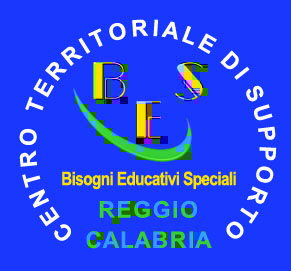 CENTRO TERRITORIALE DI SUPPORTO
BES
Bisogni Educativi Speciali
REGGIO
CALABRIA